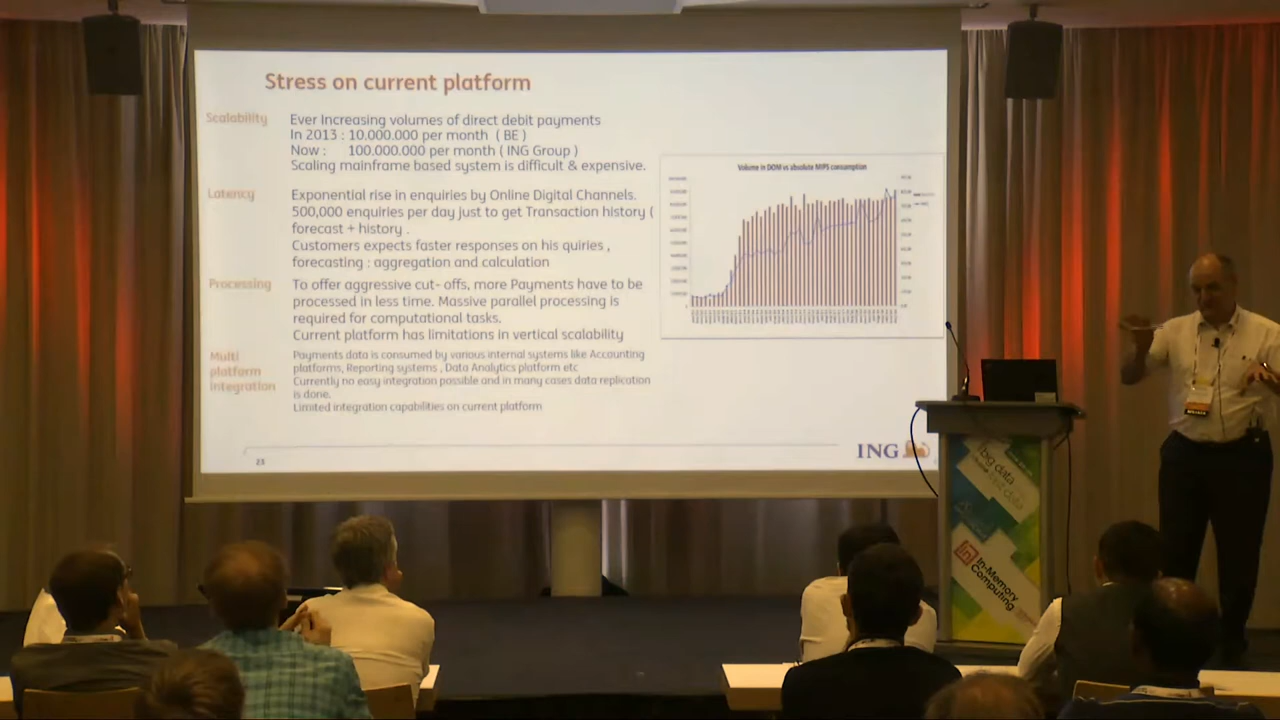 Stress on current platform
Scalability
Ever Increasing volumes of direct debit payments
In 2013 : 10.000.000 per month ( BE )
Now : 100.000.000 per month ( ING Group )
Scaling mainframe based system is difficult & expensive.
Latency
Exponential rise in enquiries by Online Digital Channels.
500,000 enquiries per day just to get Transaction history (
forecast + history .
Customers expects faster responses on his quiries ,
forecasting : aggregation and calculation
Processing
To offer aggressive cut- offs, more Payments have to be
processed in less time. Massive parallel processing is
required for computational tasks.
Current platform has limitations in vertical scalability
Multi
platform
integration
Payments data is consumed by various internal systems like Accounting
platforms, Reporting systems , Data Analytics platform etc
Currently no easy integration possible and in many cases data replication
is done.
Limited integration capabilities on current platform
Volume in DOM vs absolute MIPS consumption
23
ING
big data
fast data
In-Memory
Computing